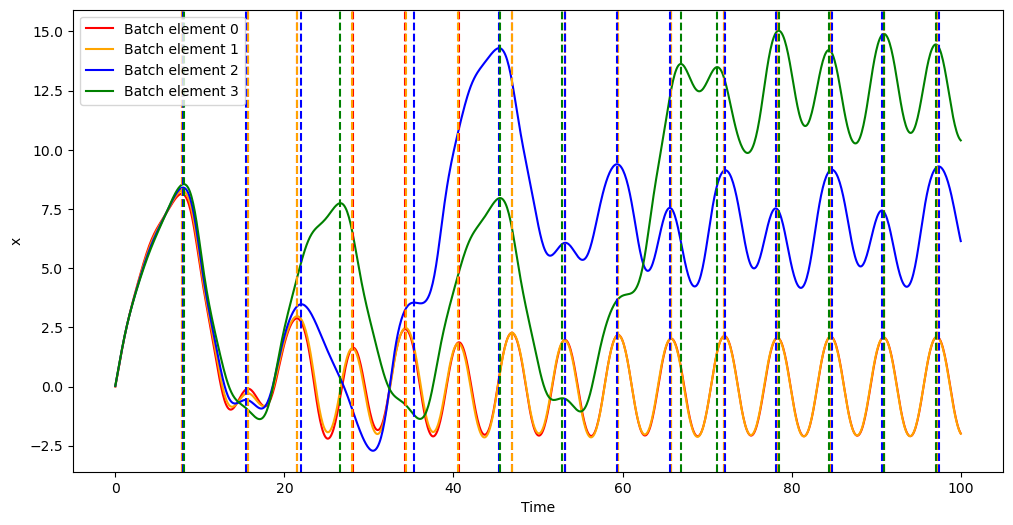 Batch element 0
Batch element 1
Batch element 2
Batch element 3
15.0
12.5
10.0
7.5
5.0
2.5
0.0
−2.5
x
0 20 40 60 80 100
Time